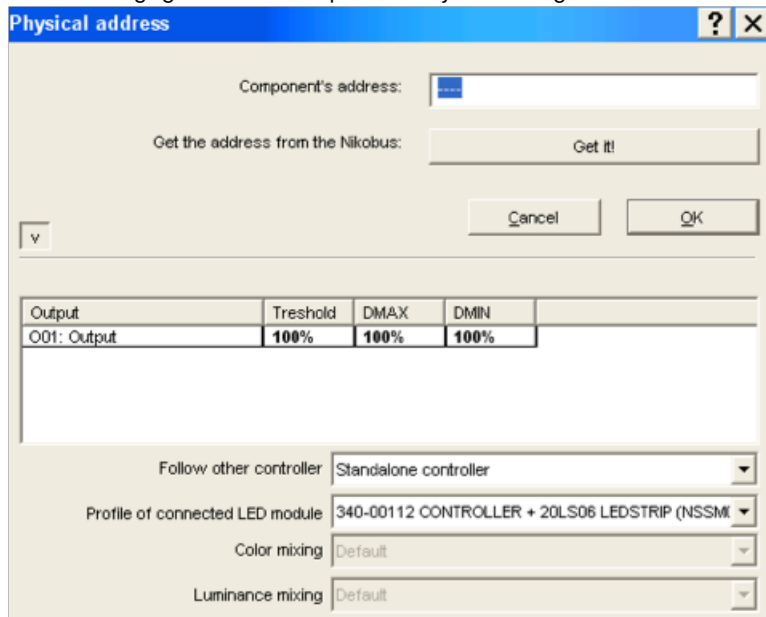 Physical address
Component's address: ----
Get the address from the Nikobus: Get it!
Cancel OK
v
Output Treshold DMAX DMIN
O01: Output 100% 100% 100%
Follow other controller Standalone controller
Profile of connected LED module 340-00112 CONTROLLER + 20LS06 LEDSTRIP (NSSM
Color mixing Default
Luminance mixing Default